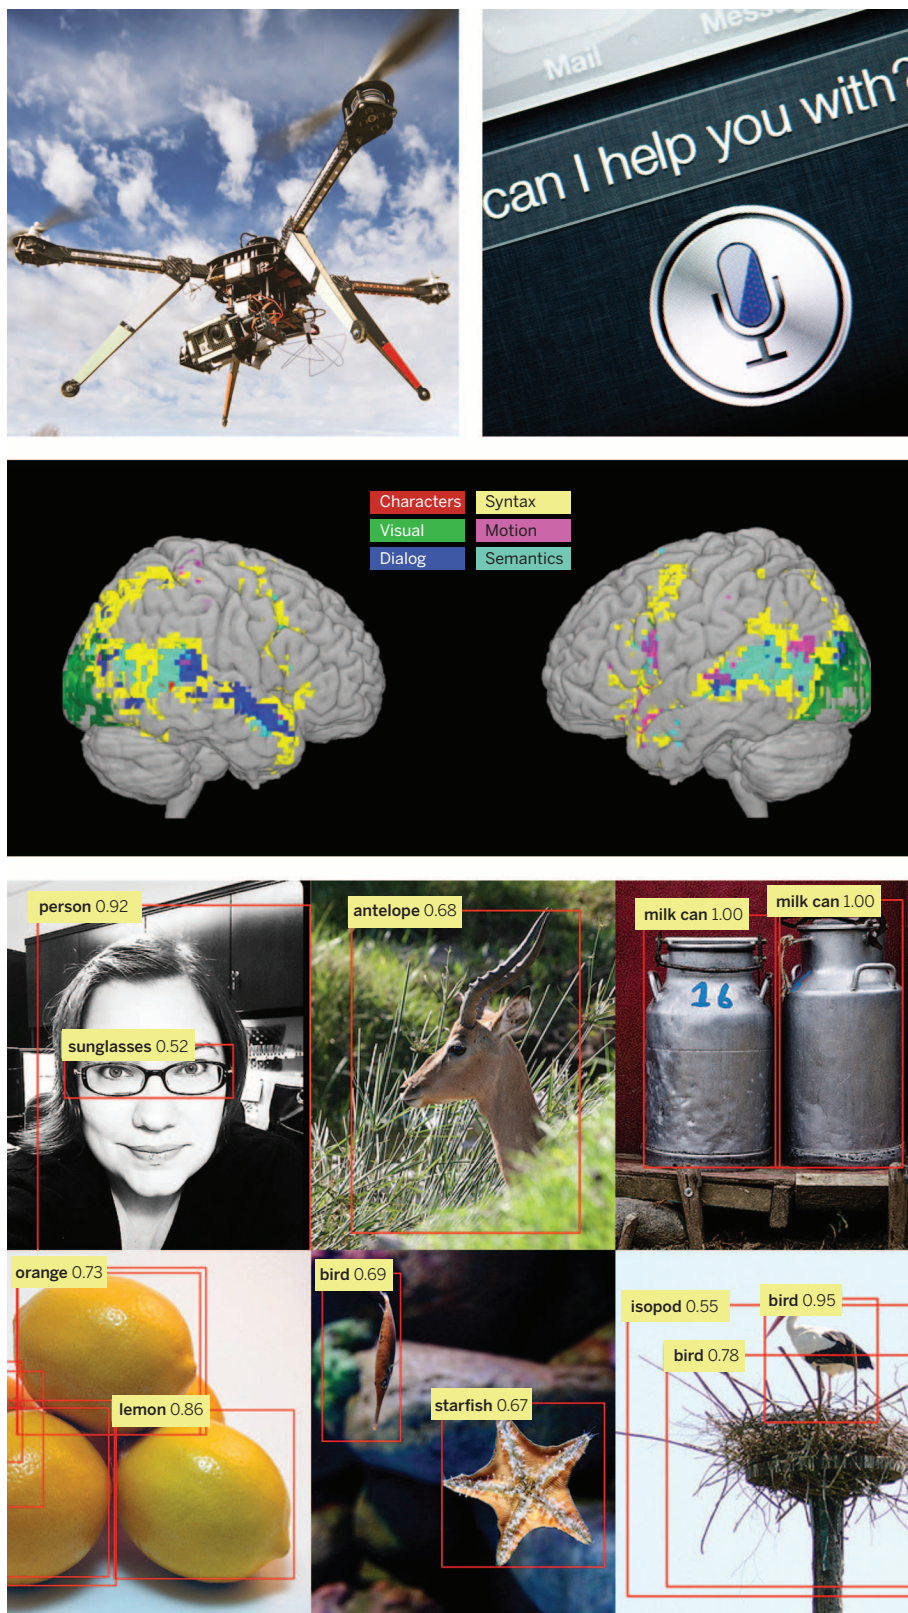 Mail
Messag
can I help you with?
Characters
Syntax
Visual
Motion
Dialog
Semantics
person 0.92
sunglasses 0.52
antelope 0.68
milk can 1.00
milk can 1.00
16
orange 0.73
lemon 0.86
bird 0.69
starfish 0.67
isopod 0.55
bird 0.95
bird 0.78